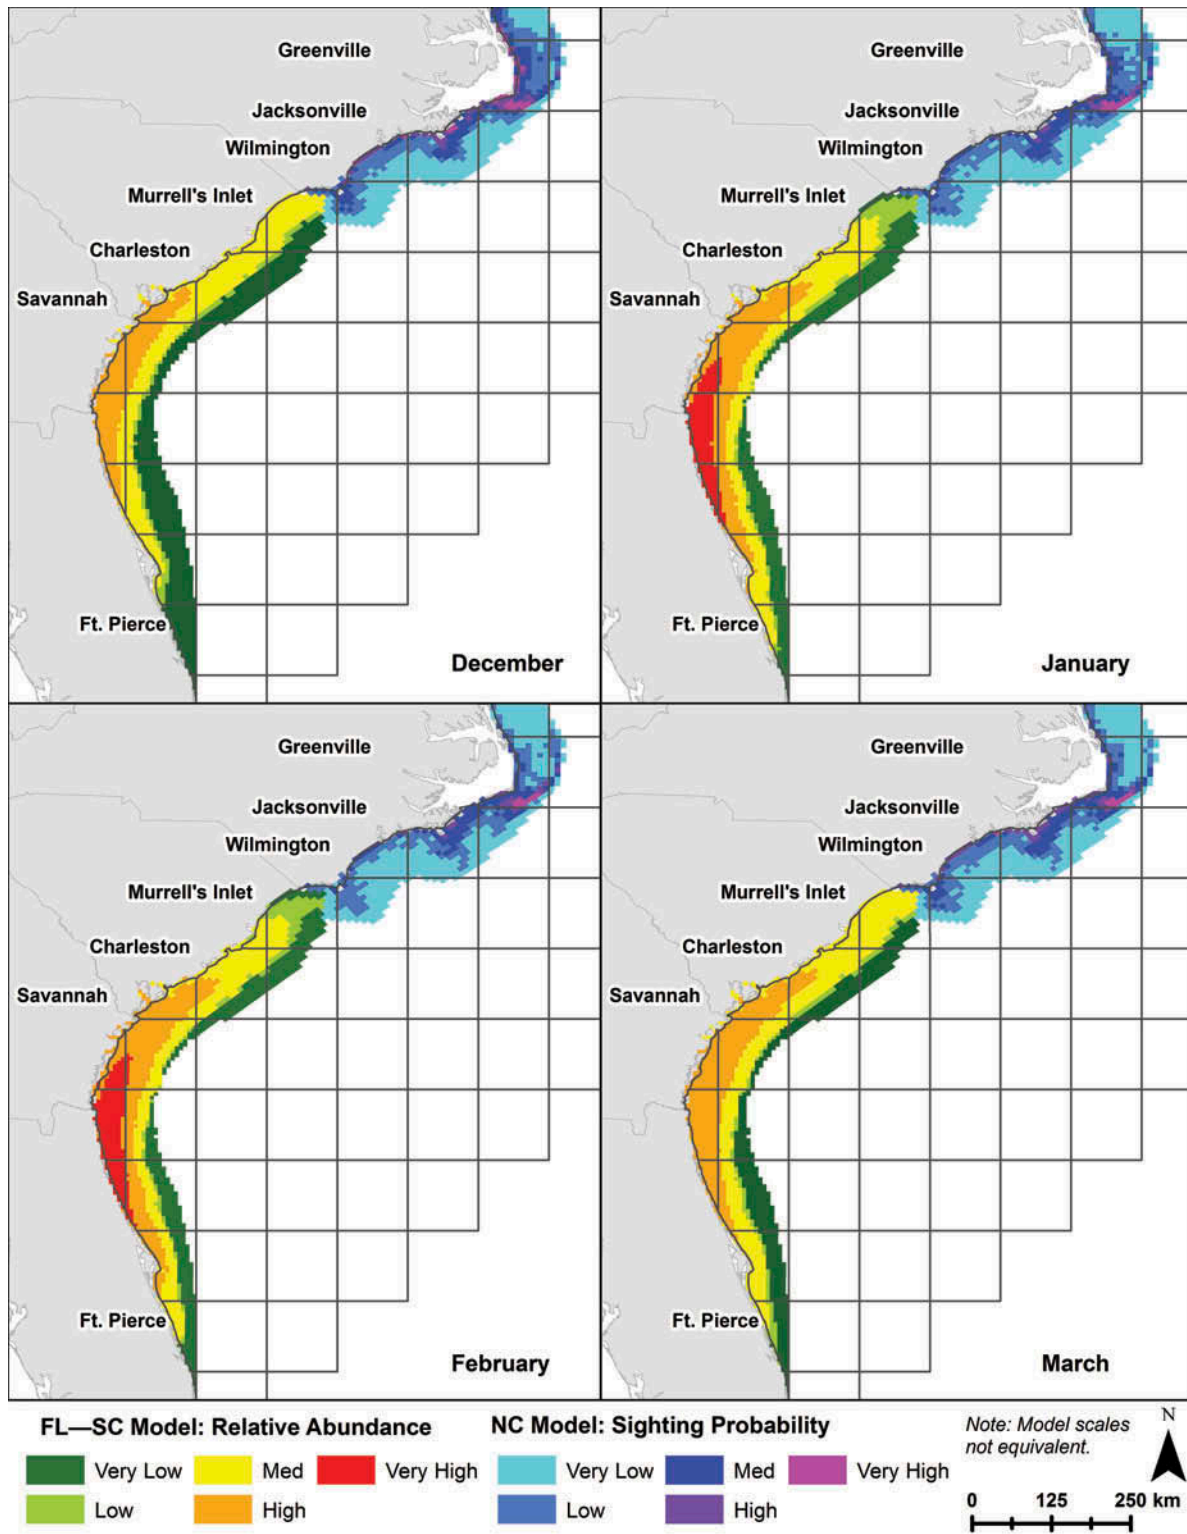 Greenville
Jacksonville
Wilmington
Murrell's Inlet
Charleston
Savannah
Ft. Pierce
December
Greenville
Jacksonville
Wilmington
Murrell's Inlet
Charleston
Savannah
Ft. Pierce
January
Greenville
Jacksonville
Wilmington
Murrell's Inlet
Charleston
Savannah
Ft. Pierce
February
Greenville
Jacksonville
Wilmington
Murrell's Inlet
Charleston
Savannah
Ft. Pierce
March
FL—SC Model: Relative Abundance
Very Low
Med
Very High
Low
High
NC Model: Sighting Probability
Very Low
Med
Very High
Low
High
Note: Model scales
not equivalent.
N
0 125 250 km